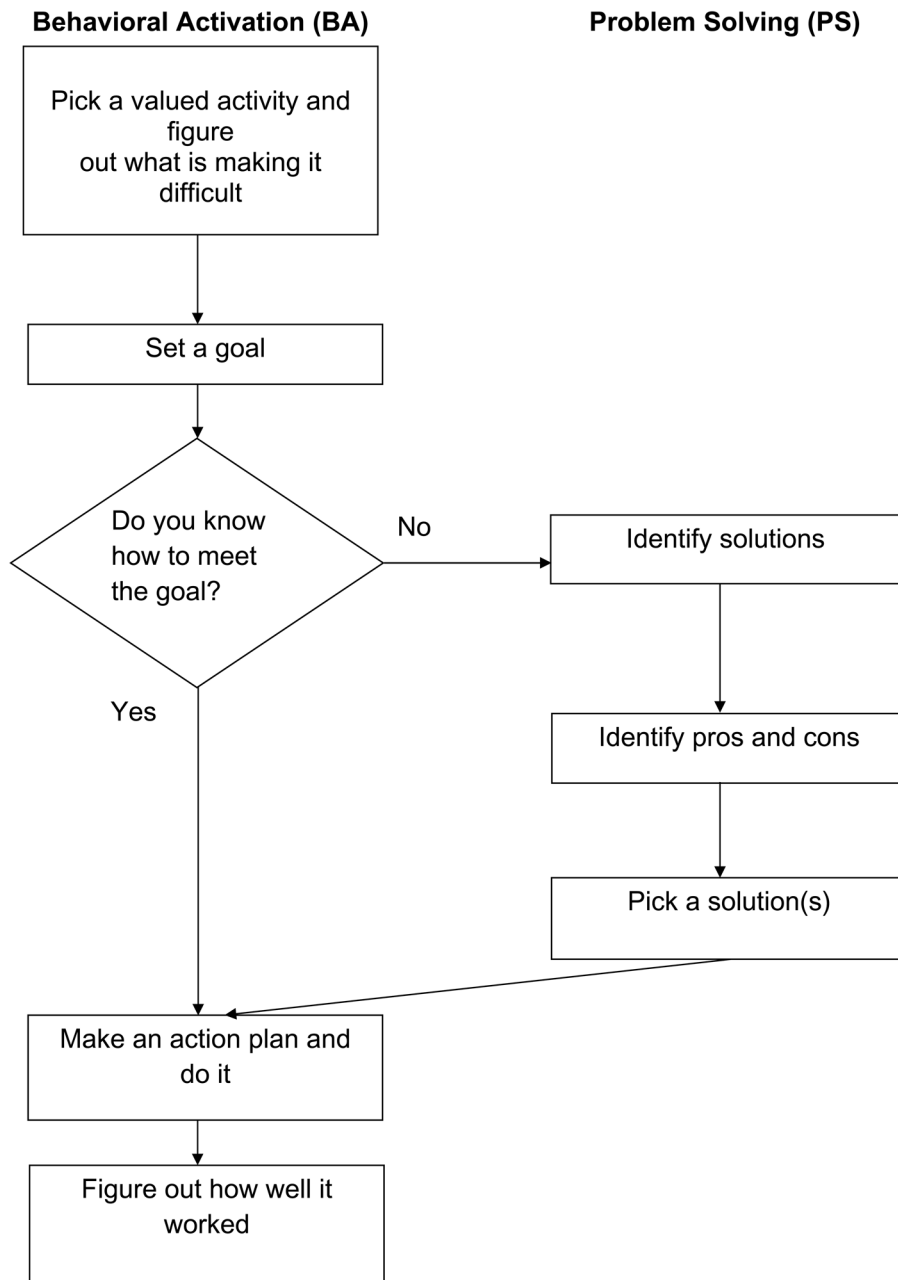 Behavioral Activation (BA)
Problem Solving (PS)
Pick a valued activity and
figure
out what is making it
difficult
Set a goal
Do you know
how to meet
the goal?
No
Yes
Identify solutions
Identify pros and cons
Pick a solution(s)
Make an action plan and
do it
Figure out how well it
worked